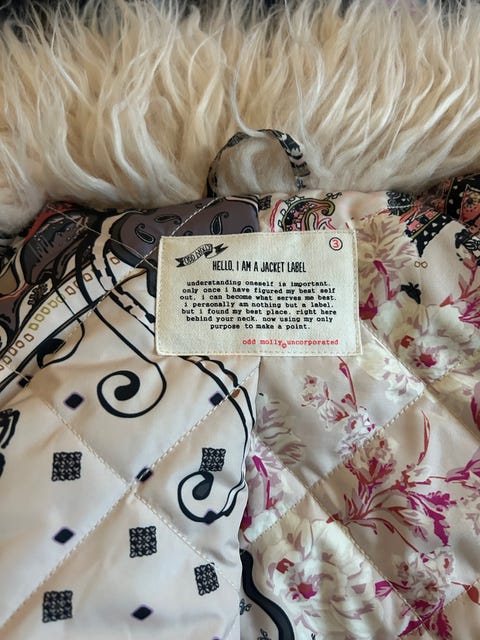 ODD MOLLY
3
HELLO, I AM A JACKET LABEL
understanding oneself is important.
only once i have figured my best self
out, i can become what serves me best.
i personally am nothing but a label.
but i found my best place. right here
behind your neck. now using my only
purpose to make a point.
odd molly uncorporated